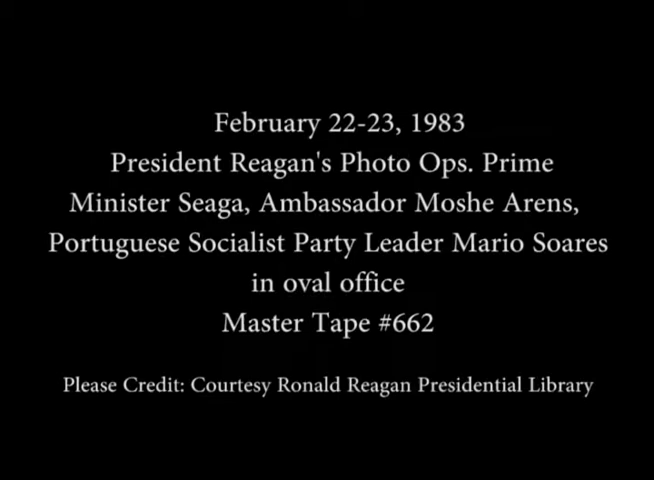 February 22-23, 1983
President Reagan's Photo Ops. Prime
Minister Seaga, Ambassador Moshe Arens,
Portuguese Socialist Party Leader Mario Soares
in oval office
Master Tape #662
Please Credit: Courtesy Ronald Reagan Presidential Library